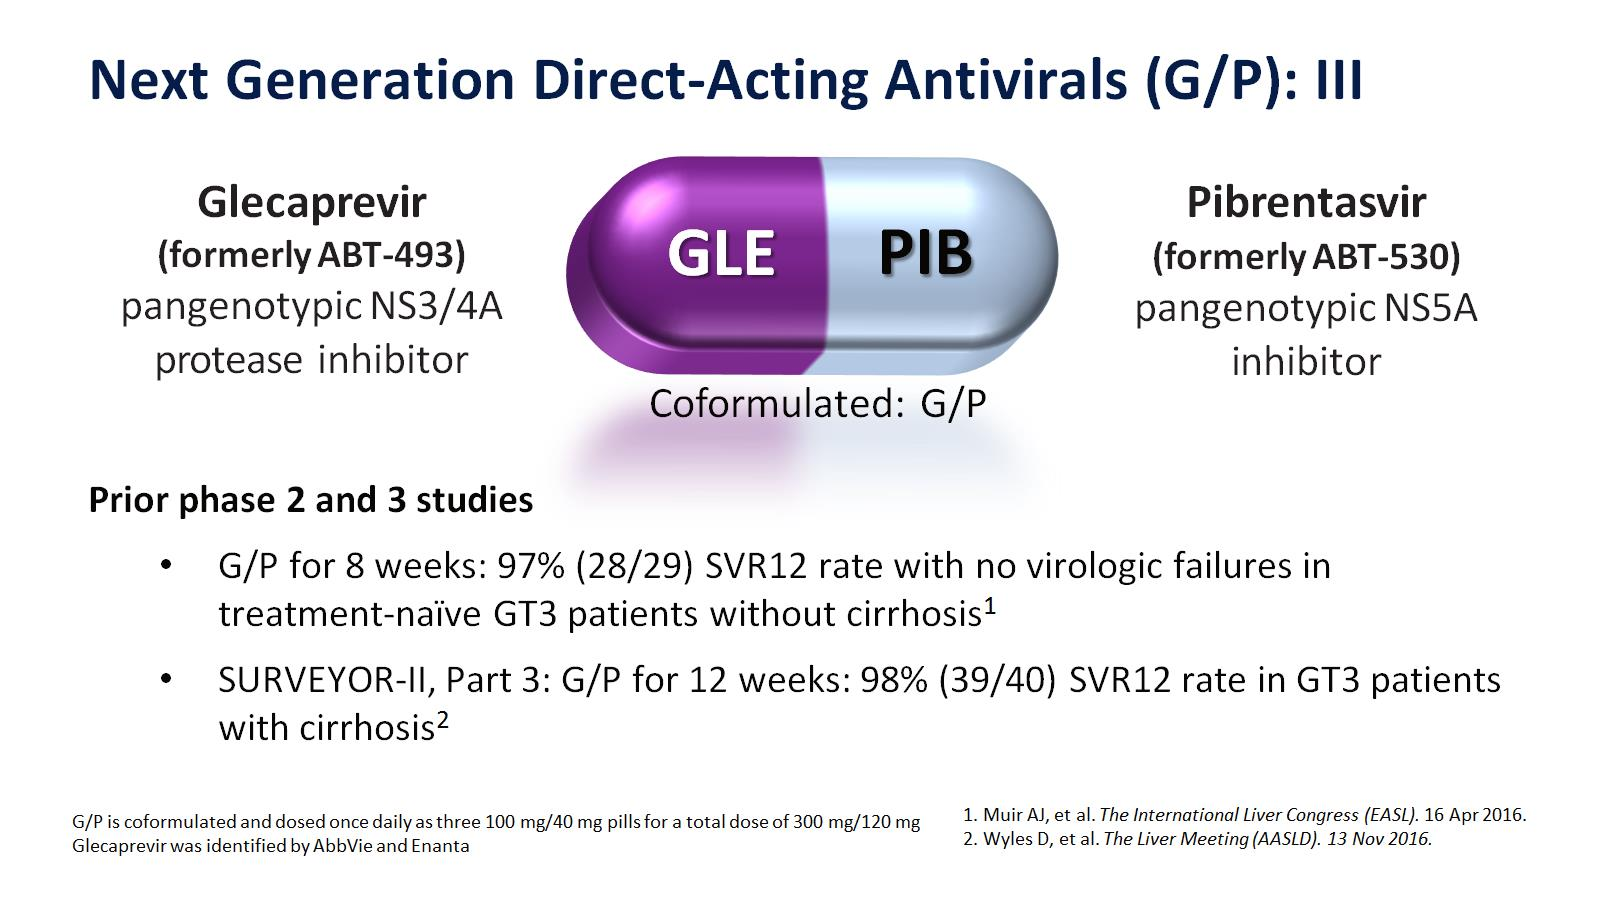 Next Generation Direct-Acting Antivirals (G/P): III
Glecaprevir
(formerly ABT-493)
pangenotypic NS3/4A
protease inhibitor
GLE
PIB
Coformulated: G/P
Pibrentasvir
(formerly ABT-530)
pangenotypic NS5A
inhibitor
Prior phase 2 and 3 studies
• G/P for 8 weeks: 97% (28/29) SVR12 rate with no virologic failures in
treatment-naïve GT3 patients without cirrhosis¹
• SURVEYOR-II, Part 3: G/P for 12 weeks: 98% (39/40) SVR12 rate in GT3 patients
with cirrhosis²
G/P is coformulated and dosed once daily as three 100 mg/40 mg pills for a total dose of 300 mg/120 mg
Glecaprevir was identified by AbbVie and Enanta
1. Muir AJ, et al. The International Liver Congress (EASL). 16 Apr 2016.
2. Wyles D, et al. The Liver Meeting (AASLD). 13 Nov 2016.